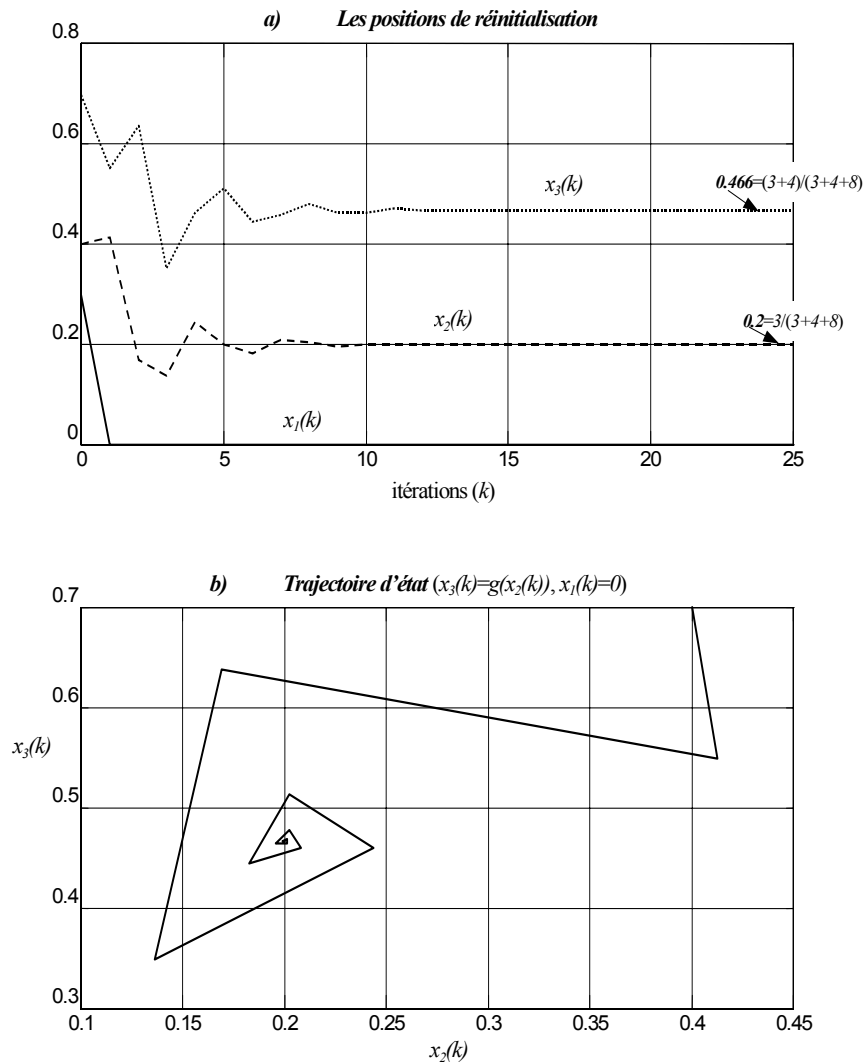 a) Les positions de réinitialisation
0.8
0.6
x3(k)
0.466=(3+4)/(3+4+8)
0.4
x2(k)
0.2=3/(3+4+8)
0.2
x1(k)
0
0 5 10 15 20 25
itérations (k)
b) Trajectoire d'état (x3(k)=g(x2(k)), x1(k)=0)
0.7
0.6
x3(k)
0.5
0.4
0.3
0.1 0.15 0.2 0.25 0.3 0.35 0.4 0.45
x2(k)